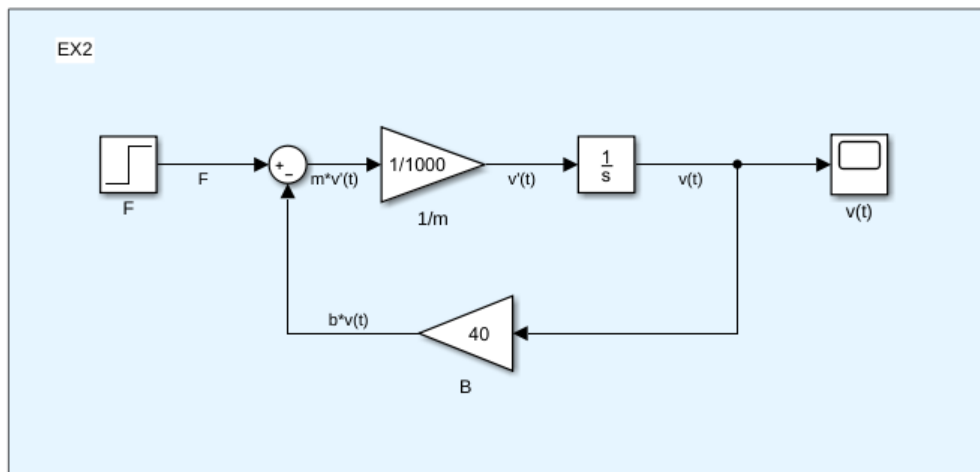 EX2
+
−
1/1000
1
s
F
m*v'(t)
v'(t)
v(t)
F
1/m
v(t)
b*v(t)
40
B